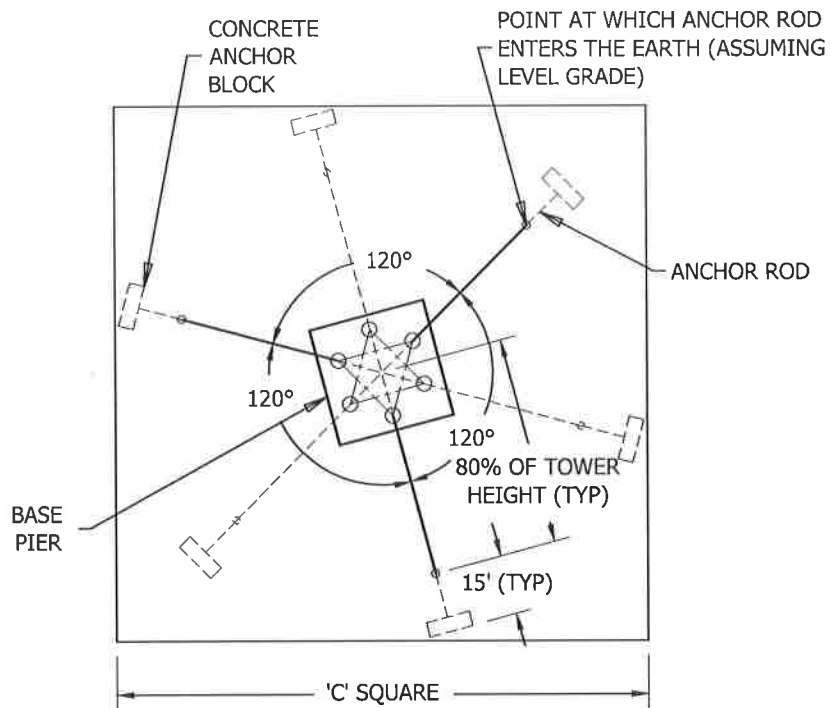 CONCRETE
ANCHOR
BLOCK
POINT AT WHICH ANCHOR ROD
ENTERS THE EARTH (ASSUMING
LEVEL GRADE)
120°
ANCHOR ROD
120°
120°
80% OF TOWER
HEIGHT (TYP)
BASE
PIER
15' (TYP)
'C' SQUARE